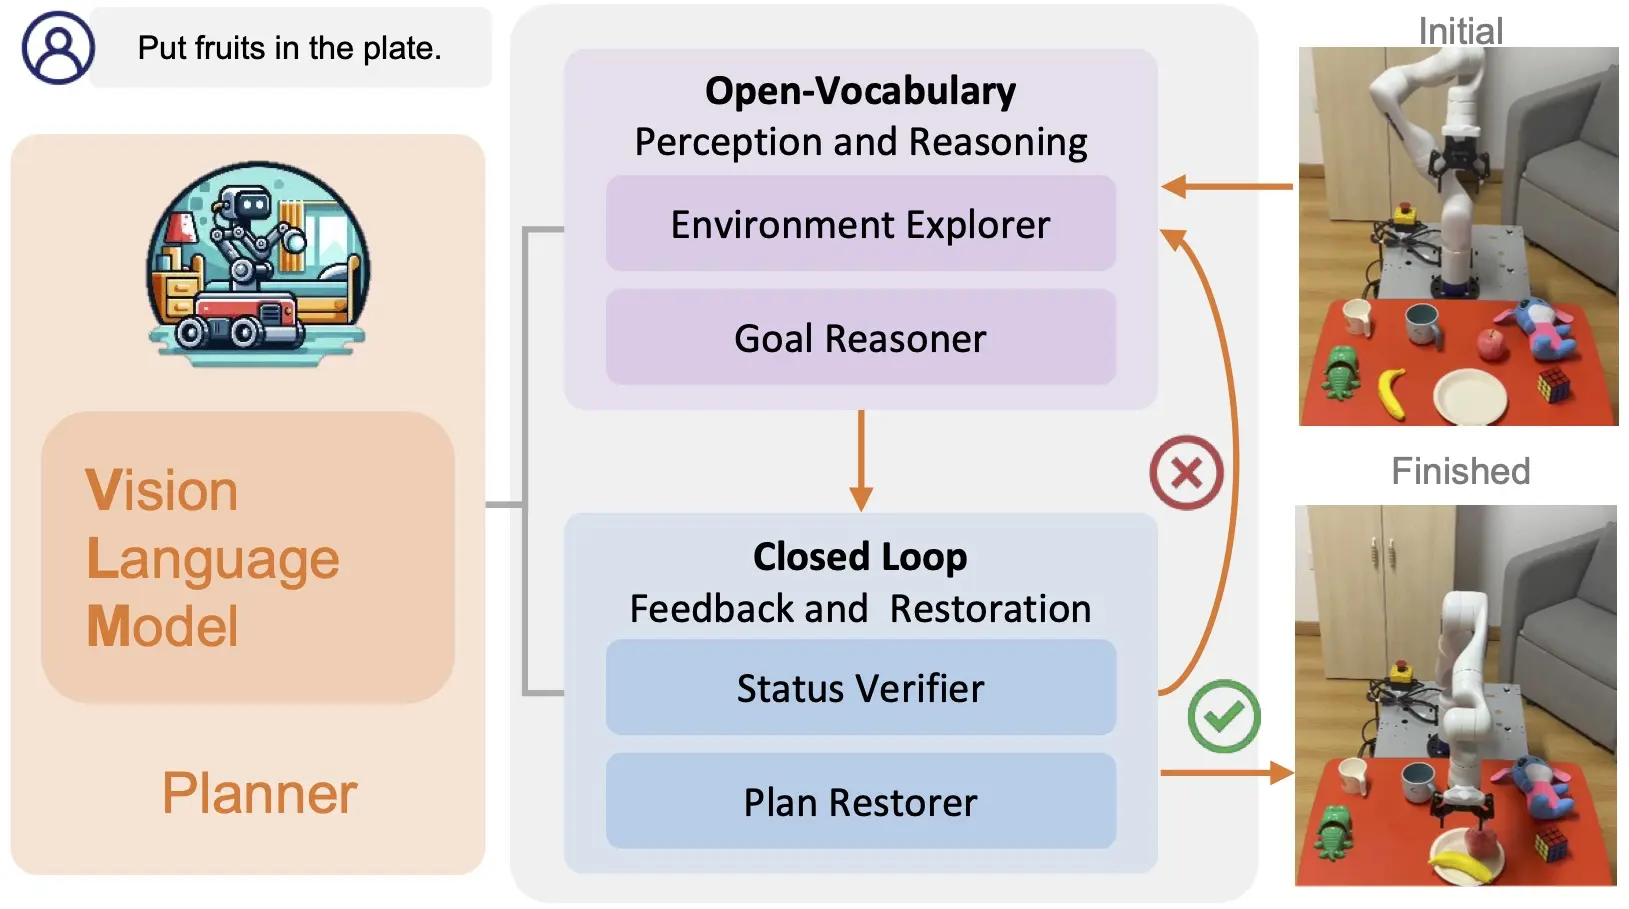 Put fruits in the plate.
Vision
Language
Model
Planner
Open-Vocabulary
Perception and Reasoning
Environment Explorer
Goal Reasoner
Closed Loop
Feedback and Restoration
Status Verifier
Plan Restorer
Initial
Finished